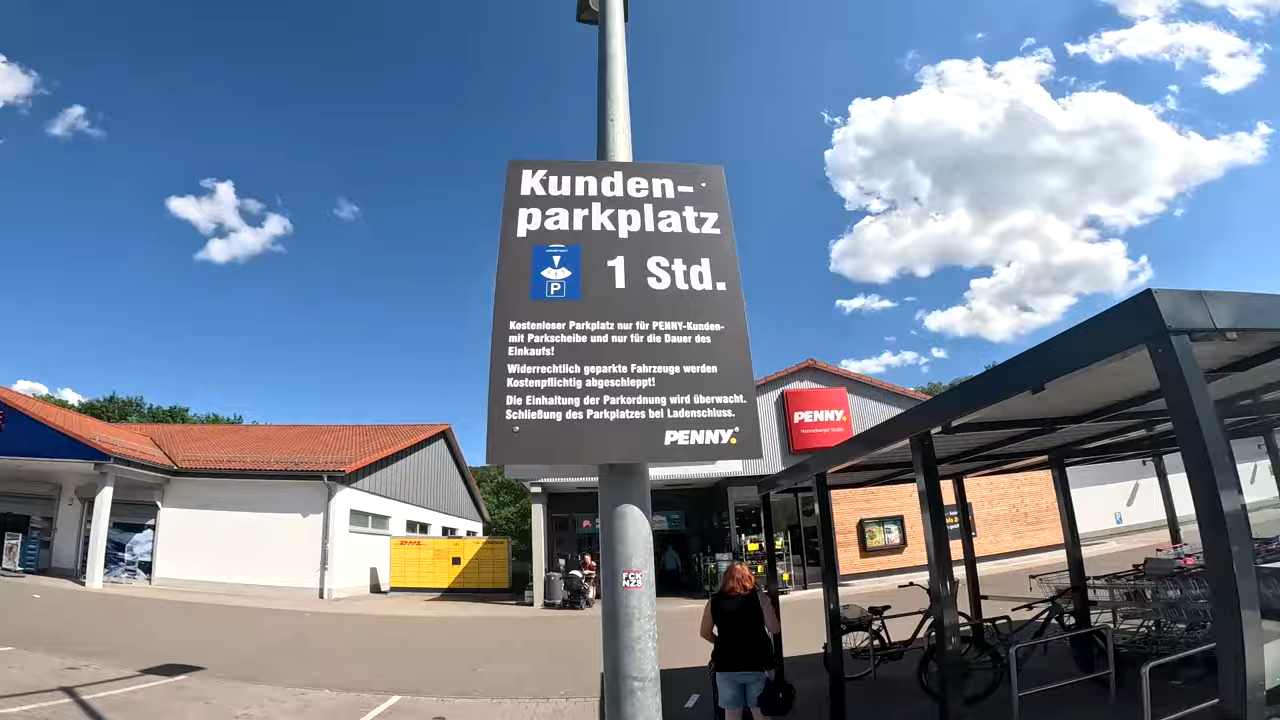 Kunden-
parkplatz
P
1 Std.
Kostenloser Parkplatz nur für PENNY-Kunden-
mit Parkscheibe und nur für die Dauer des
Einkaufs!
Widerrechtlich geparkte Fahrzeuge werden
Kostenpflichtig abgeschleppt!
Die Einhaltung der Parkordnung wird überwacht.
Schließung des Parkplatzes bei Ladenschluss.
PENNY.
PENNY.
DHL
FCK
NZS
P